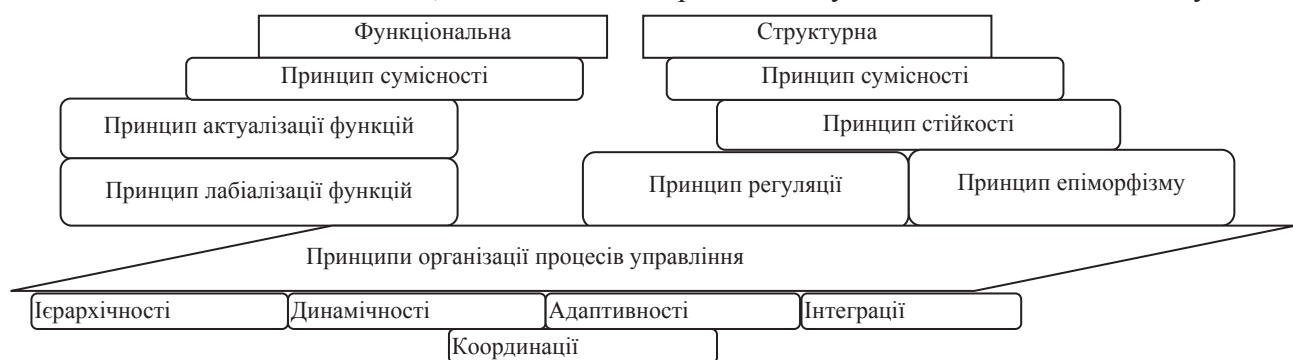 Функціональна
Структурна
Принцип сумісності
Принцип сумісності
Принцип актуалізації функцій
Принцип стійкості
Принцип лабіалізації функцій
Принцип регуляції
Принцип епіморфізму
Принципи організації процесів управління
Ієрархічності
Динамічності
Адаптивності
Інтеграції
Координації